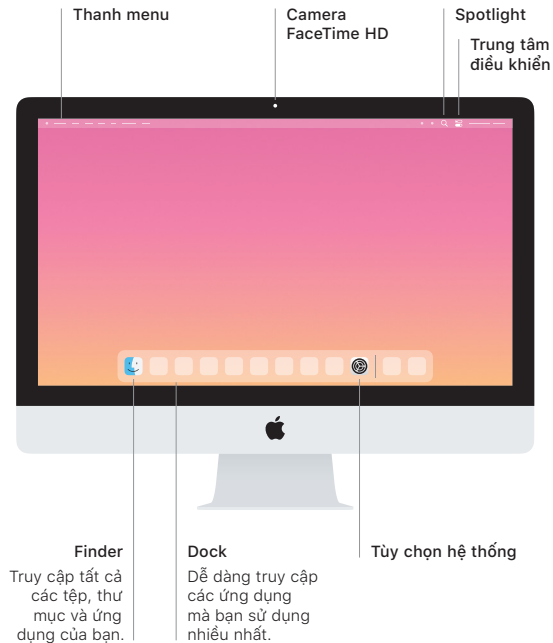 Thanh menu
Camera
FaceTime HD
Spotlight
Trung tâm
điều khiển
Finder
Truy cập tất cả
các tệp, thư
mục và ứng
dụng của bạn.
Dock
Dễ dàng truy cập
các ứng dụng
mà bạn sử dụng
nhiều nhất.
Tùy chọn hệ thống